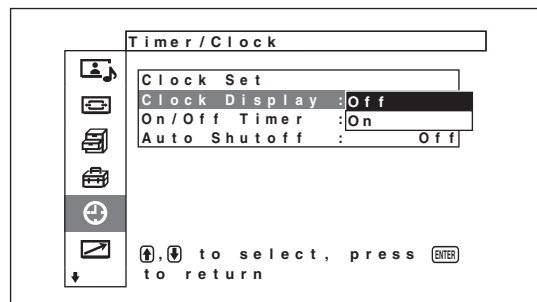 Timer/Clock
Clock Set
Clock Display :Off
On/Off Timer :On
Auto Shutoff : Off
↑,↓ to select, press ENTER
to return